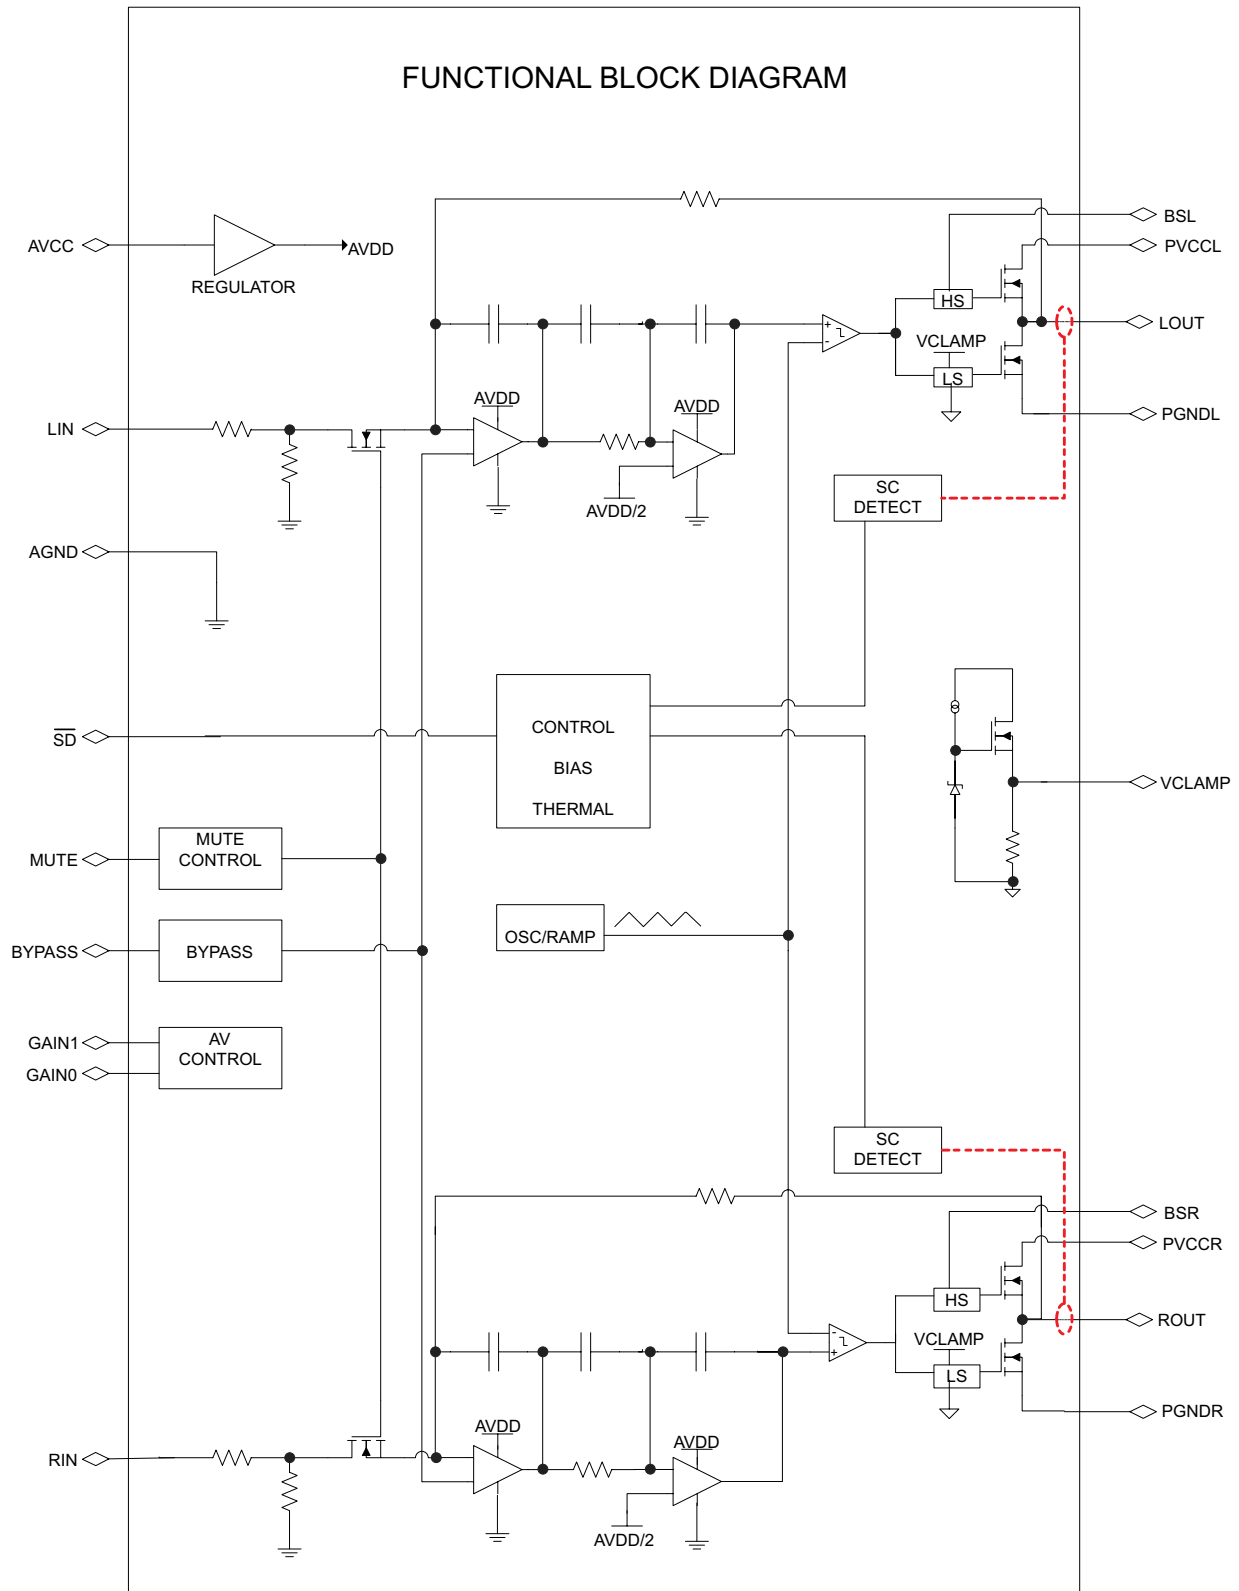 FUNCTIONAL BLOCK DIAGRAM
AVCC
REGULATOR
AVDD
BSL
PVCCL
HS
LOUT
VCLAMP
LS
PGNDL
+
-
LIN
AVDD
AVDD
AVDD/2
SC
DETECT
AGND
SD
CONTROL
BIAS
THERMAL
VCLAMP
MUTE
MUTE
CONTROL
BYPASS
BYPASS
OSC/RAMP
GAIN1
GAIN0
AV
CONTROL
SC
DETECT
BSR
PVCCR
HS
ROUT
VCLAMP
LS
PGNDR
-
+
RIN
AVDD
AVDD
AVDD/2